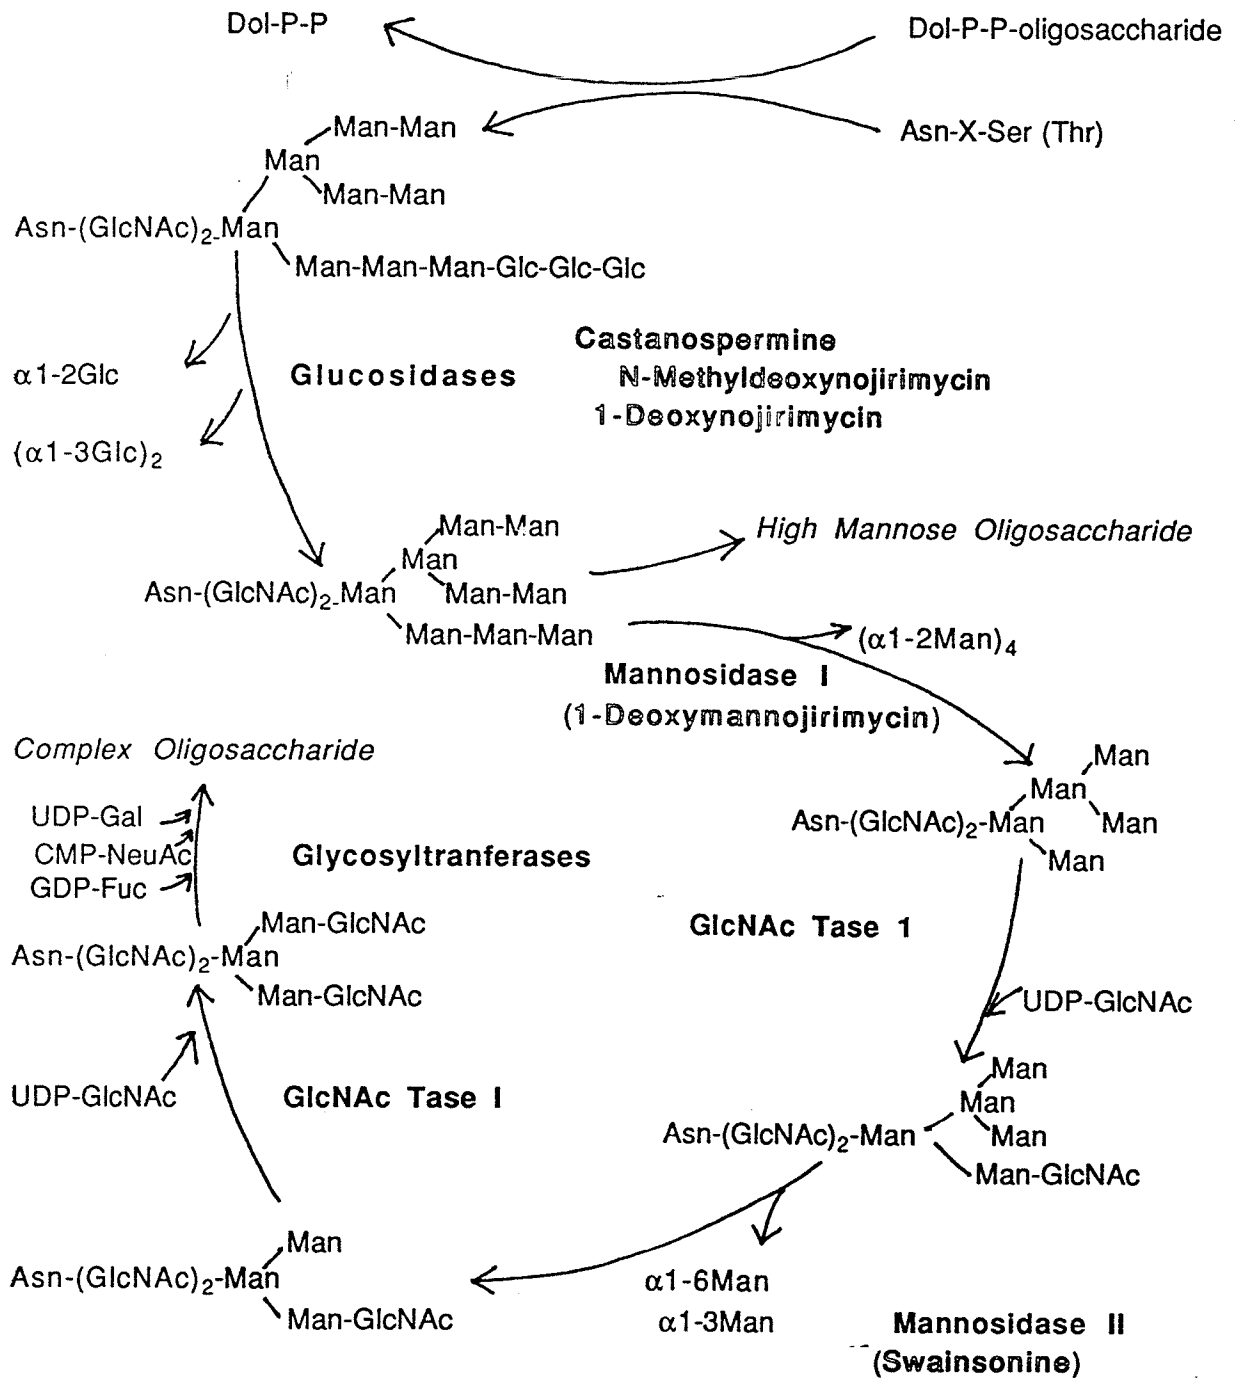 Dol-P-P
Dol-P-P-oligosaccharide
Man-Man
Asn-X-Ser (Thr)
Man
Man-Man
Asn-(GlcNAc)2-Man
Man-Man-Man-Glc-Glc-Glc
Castanospermine
α1-2Glc
Glucosidases
N-Methyldeoxynojirimycin
1-Deoxynojirimycin
(α1-3Glc)2
Man-Man
High Mannose Oligosaccharide
Man
Asn-(GlcNAc)2-Man
Man-Man
Man-Man-Man
(α1-2Man)4
Mannosidase I
(1-Deoxymannojirimycin)
Complex Oligosaccharide
Man
Man
UDP-Gal
Asn-(GlcNAc)2-Man
Man
CMP-NeuAc
Glycosyltranferases
Man
GDP-Fuc
Man-GlcNAc
GlcNAc Tase 1
Asn-(GlcNAc)2-Man
Man-GlcNAc
UDP-GlcNAc
Man
UDP-GlcNAc
GlcNAc Tase I
Man
Asn-(GlcNAc)2-Man
Man
Man-GlcNAc
Man
Asn-(GlcNAc)2-Man
α1-6Man
Man-GlcNAc
α1-3Man
Mannosidase II
(Swainsonine)